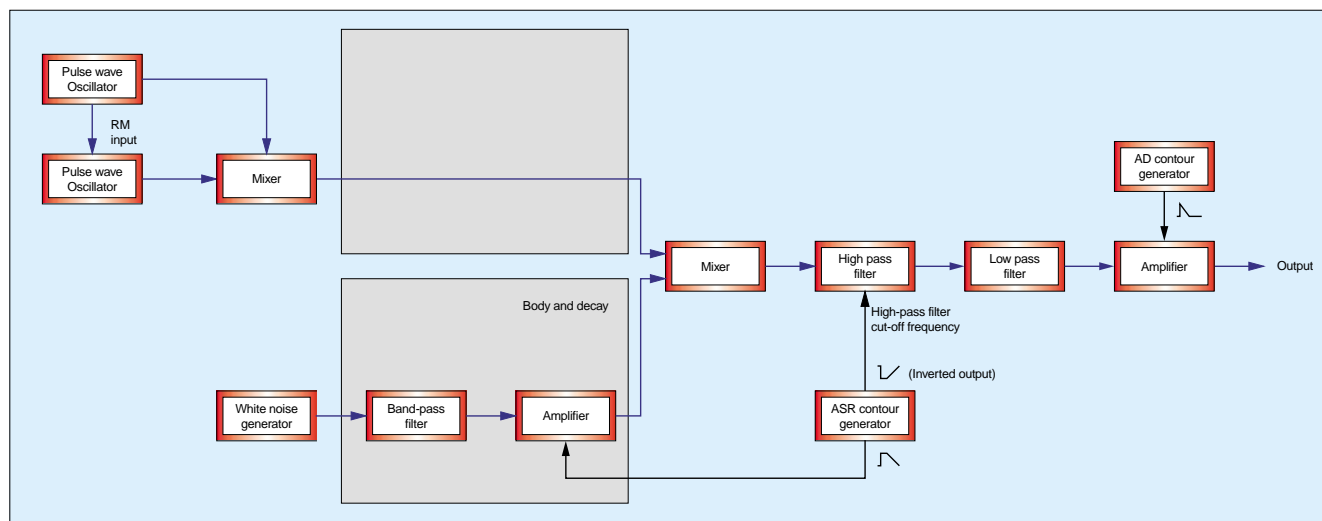 Pulse wave
Oscillator
RM
input
Pulse wave
Oscillator
Mixer
AD contour
generator
Mixer
High pass
filter
Low pass
filter
Amplifier
Output
Body and decay
High-pass filter
cut-off frequency
(Inverted output)
White noise
generator
Band-pass
filter
Amplifier
ASR contour
generator